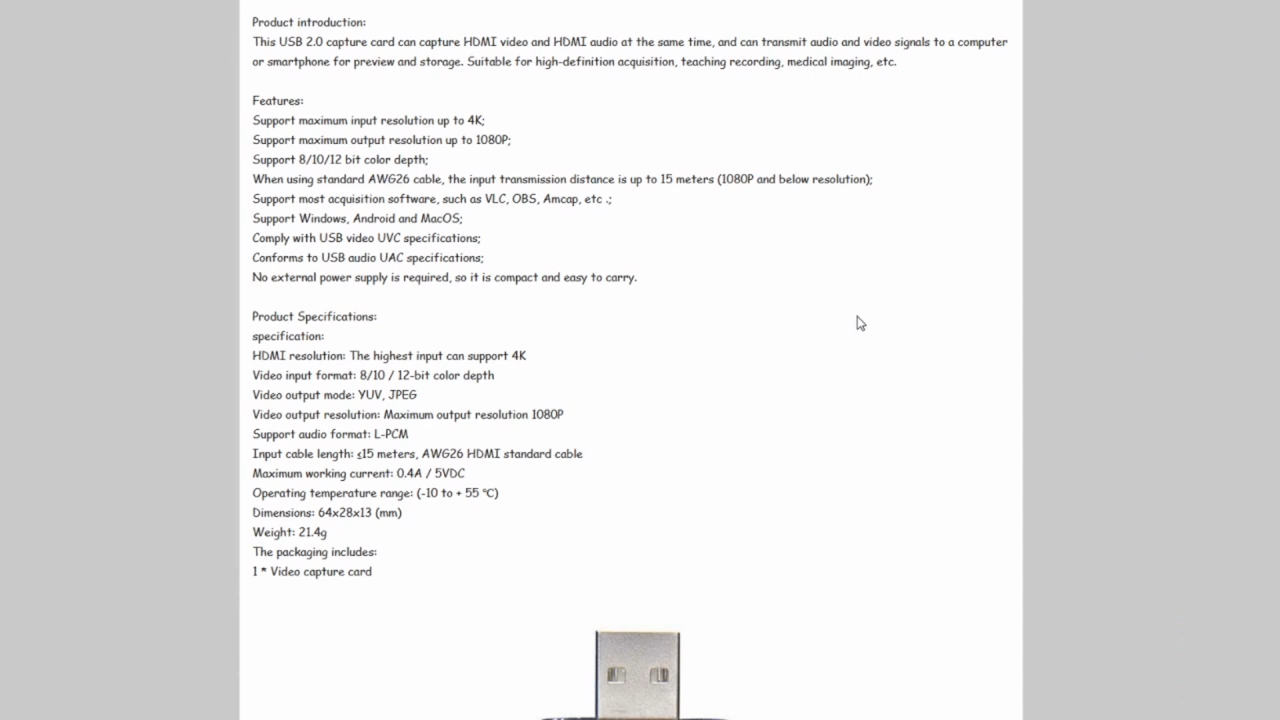 Product introduction:
This USB 2.0 capture card can capture HDMI video and HDMI audio at the same time, and can transmit audio and video signals to a computer
or smartphone for preview and storage. Suitable for high-definition acquisition, teaching recording, medical imaging, etc.
Features:
Support maximum input resolution up to 4K;
Support maximum output resolution up to 1080P;
Support 8/10/12 bit color depth;
When using standard AWG26 cable, the input transmission distance is up to 15 meters (1080P and below resolution);
Support most acquisition software, such as VLC, OBS, Amcap, etc .;
Support Windows, Android and MacOS;
Comply with USB video UVC specifications;
Conforms to USB audio UAC specifications;
No external power supply is required, so it is compact and easy to carry.
Product Specifications:
specification:
HDMI resolution: The highest input can support 4K
Video input format: 8/10 / 12-bit color depth
Video output mode: YUV, JPEG
Video output resolution: Maximum output resolution 1080P
Support audio format: L-PCM
Input cable length: ≤15 meters, AWG26 HDMI standard cable
Maximum working current: 0.4A / 5VDC
Operating temperature range: (-10 to + 55 ℃)
Dimensions: 64x28x13 (mm)
Weight: 21.4g
The packaging includes:
1 * Video capture card